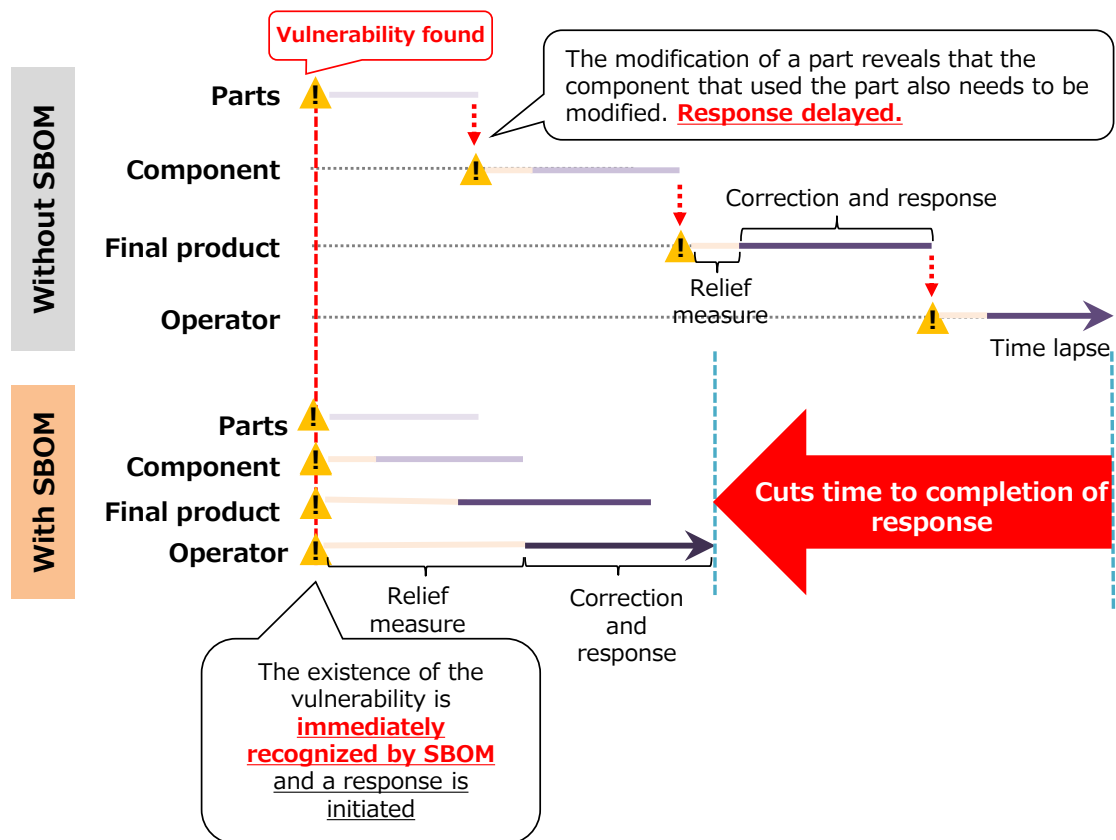 Vulnerability found
The modification of a part reveals that the
component that used the part also needs to be
modified. Response delayed.
Without SBOM
Parts
!
Component
!
Correction and response
Final product
!
Relief
measure
Operator
!
Time lapse
With SBOM
Parts
!
Component
!
Final product
!
Operator
!
Cuts time to completion of
response
Relief
measure
Correction
and
response
The existence of the
vulnerability is
immediately
recognized by SBOM
and a response is
initiated